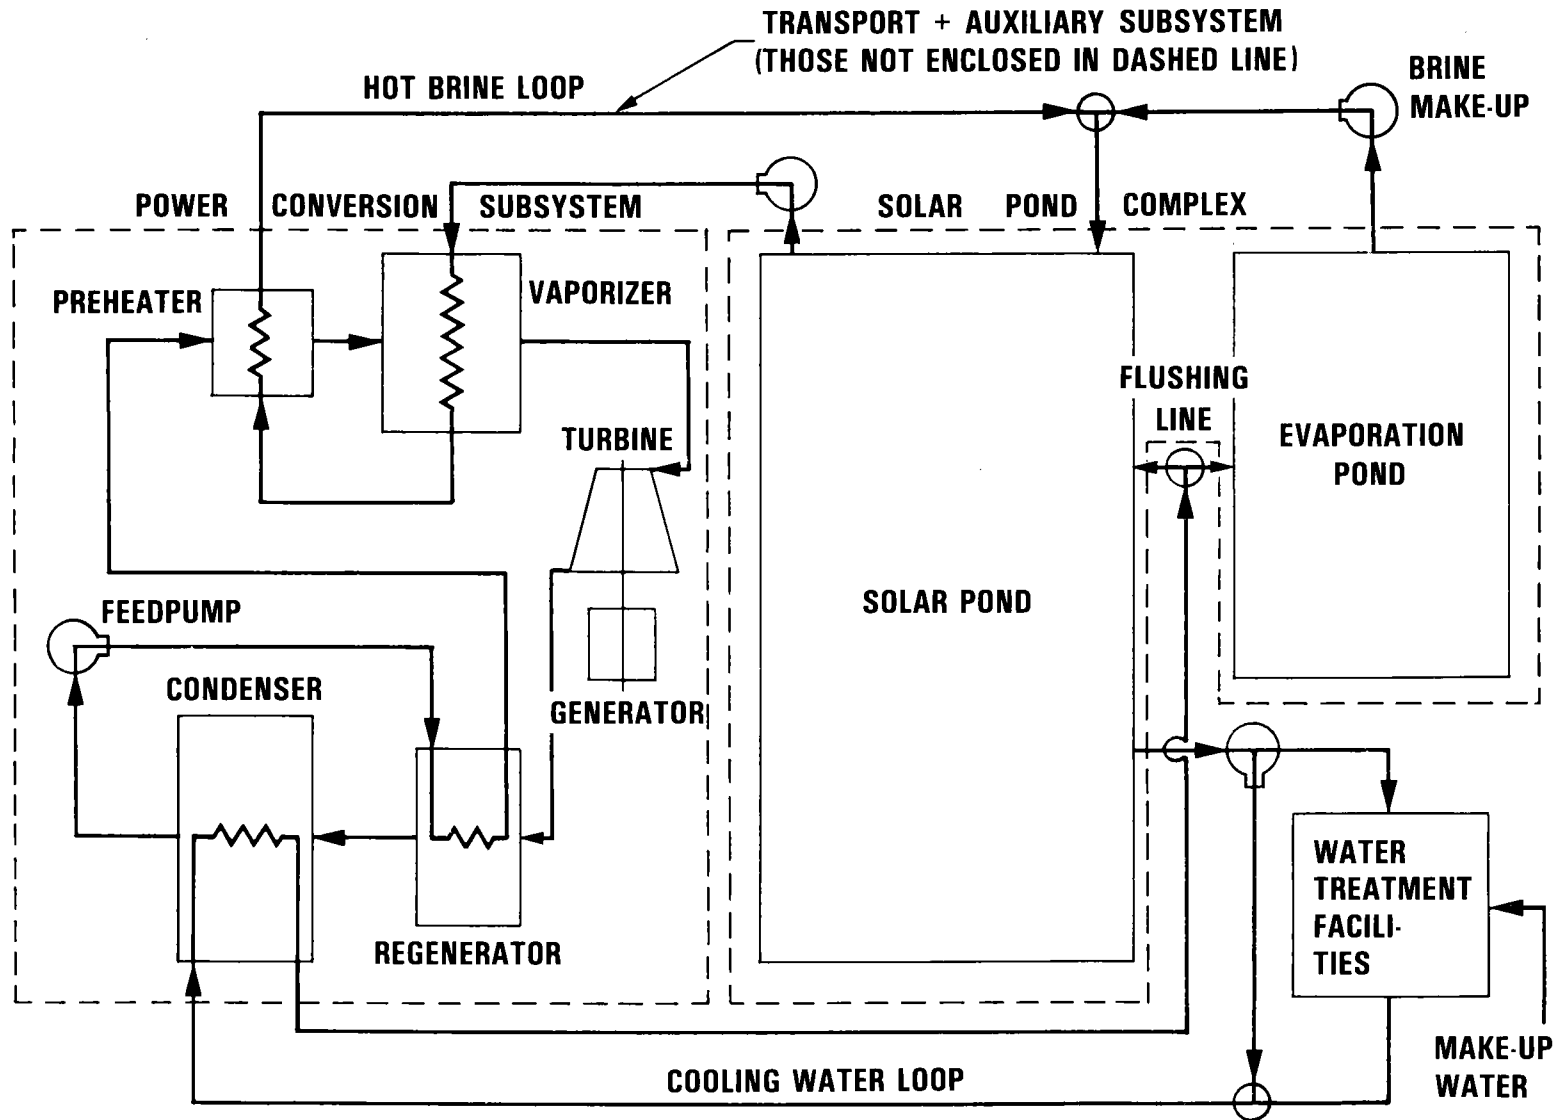 TRANSPORT + AUXILIARY SUBSYSTEM
(THOSE NOT ENCLOSED IN DASHED LINE)
HOT BRINE LOOP
BRINE
MAKE-UP
POWER CONVERSION SUBSYSTEM
SOLAR POND COMPLEX
PREHEATER
VAPORIZER
FLUSHING
LINE
TURBINE
EVAPORATION
POND
SOLAR POND
FEEDPUMP
CONDENSER
GENERATOR
REGENERATOR
WATER
TREATMENT
FACILI-
TIES
MAKE-UP
WATER
COOLING WATER LOOP